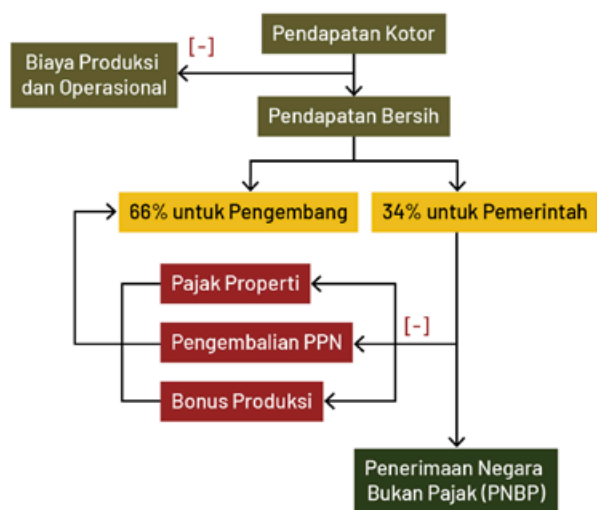 Pendapatan Kotor
[-]
Biaya Produksi
dan Operasional
Pendapatan Bersih
66% untuk Pengembang
34% untuk Pemerintah
Pajak Properti
[-]
Pengembalian PPN
Bonus Produksi
Penerimaan Negara
Bukan Pajak (PNBP)